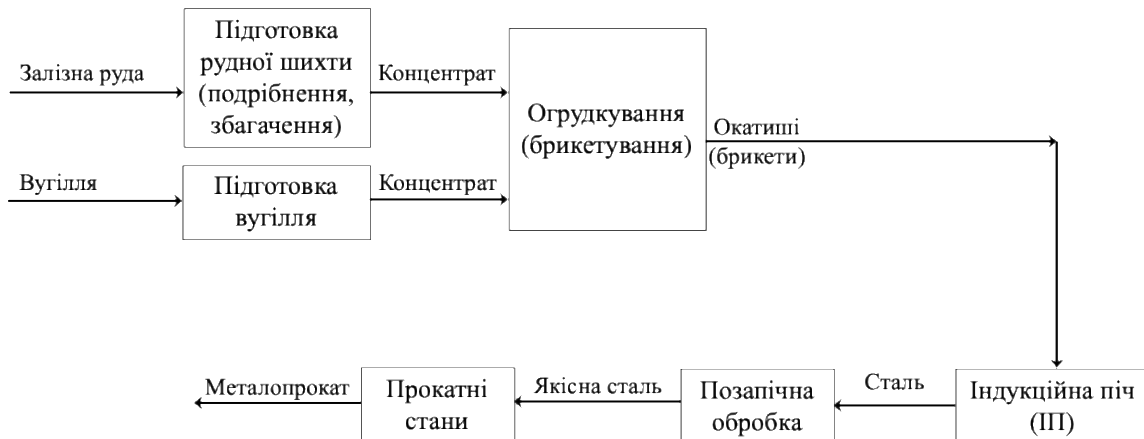 Залізна руда
Підготовка
рудної шихти
(подрібнення,
збагачення)
Концентрат
Огрудкування
(брикетування)
Окатиші
(брикети)
Вугілля
Підготовка
вугілля
Концентрат
Металопрокат
Прокатні
стани
Якісна сталь
Позапічна
обробка
Сталь
Індукційна піч
(ІП)